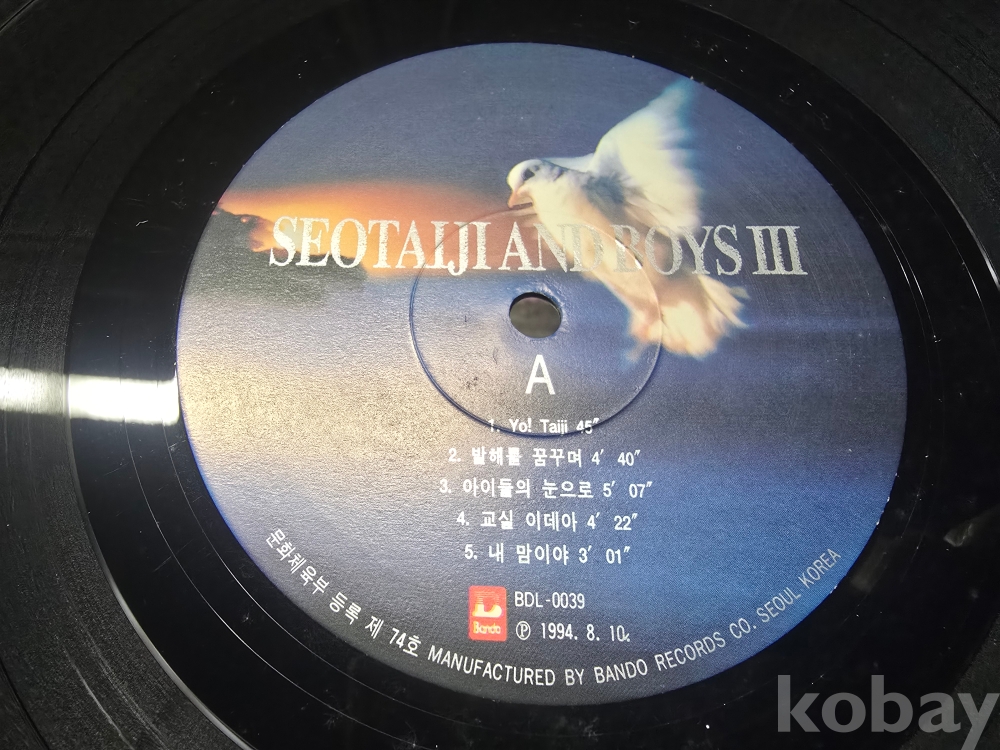 SEOTAIJI AND BOYS III
A
1. Yo! Taiji 45"
2.발해를 꿈꾸며 4' 40"
3. 아이들의 눈으로 5' 07"
4. 교실 이데아 4' 22"
5. 내 맘이야 3' 01"
Bando
BDL-0039
Ⓟ 1994. 8. 10.
문화체육부 등록 제 74호 MANUFACTURED BY BANDO RECORDS CO. SEOUL KOREA
kobay